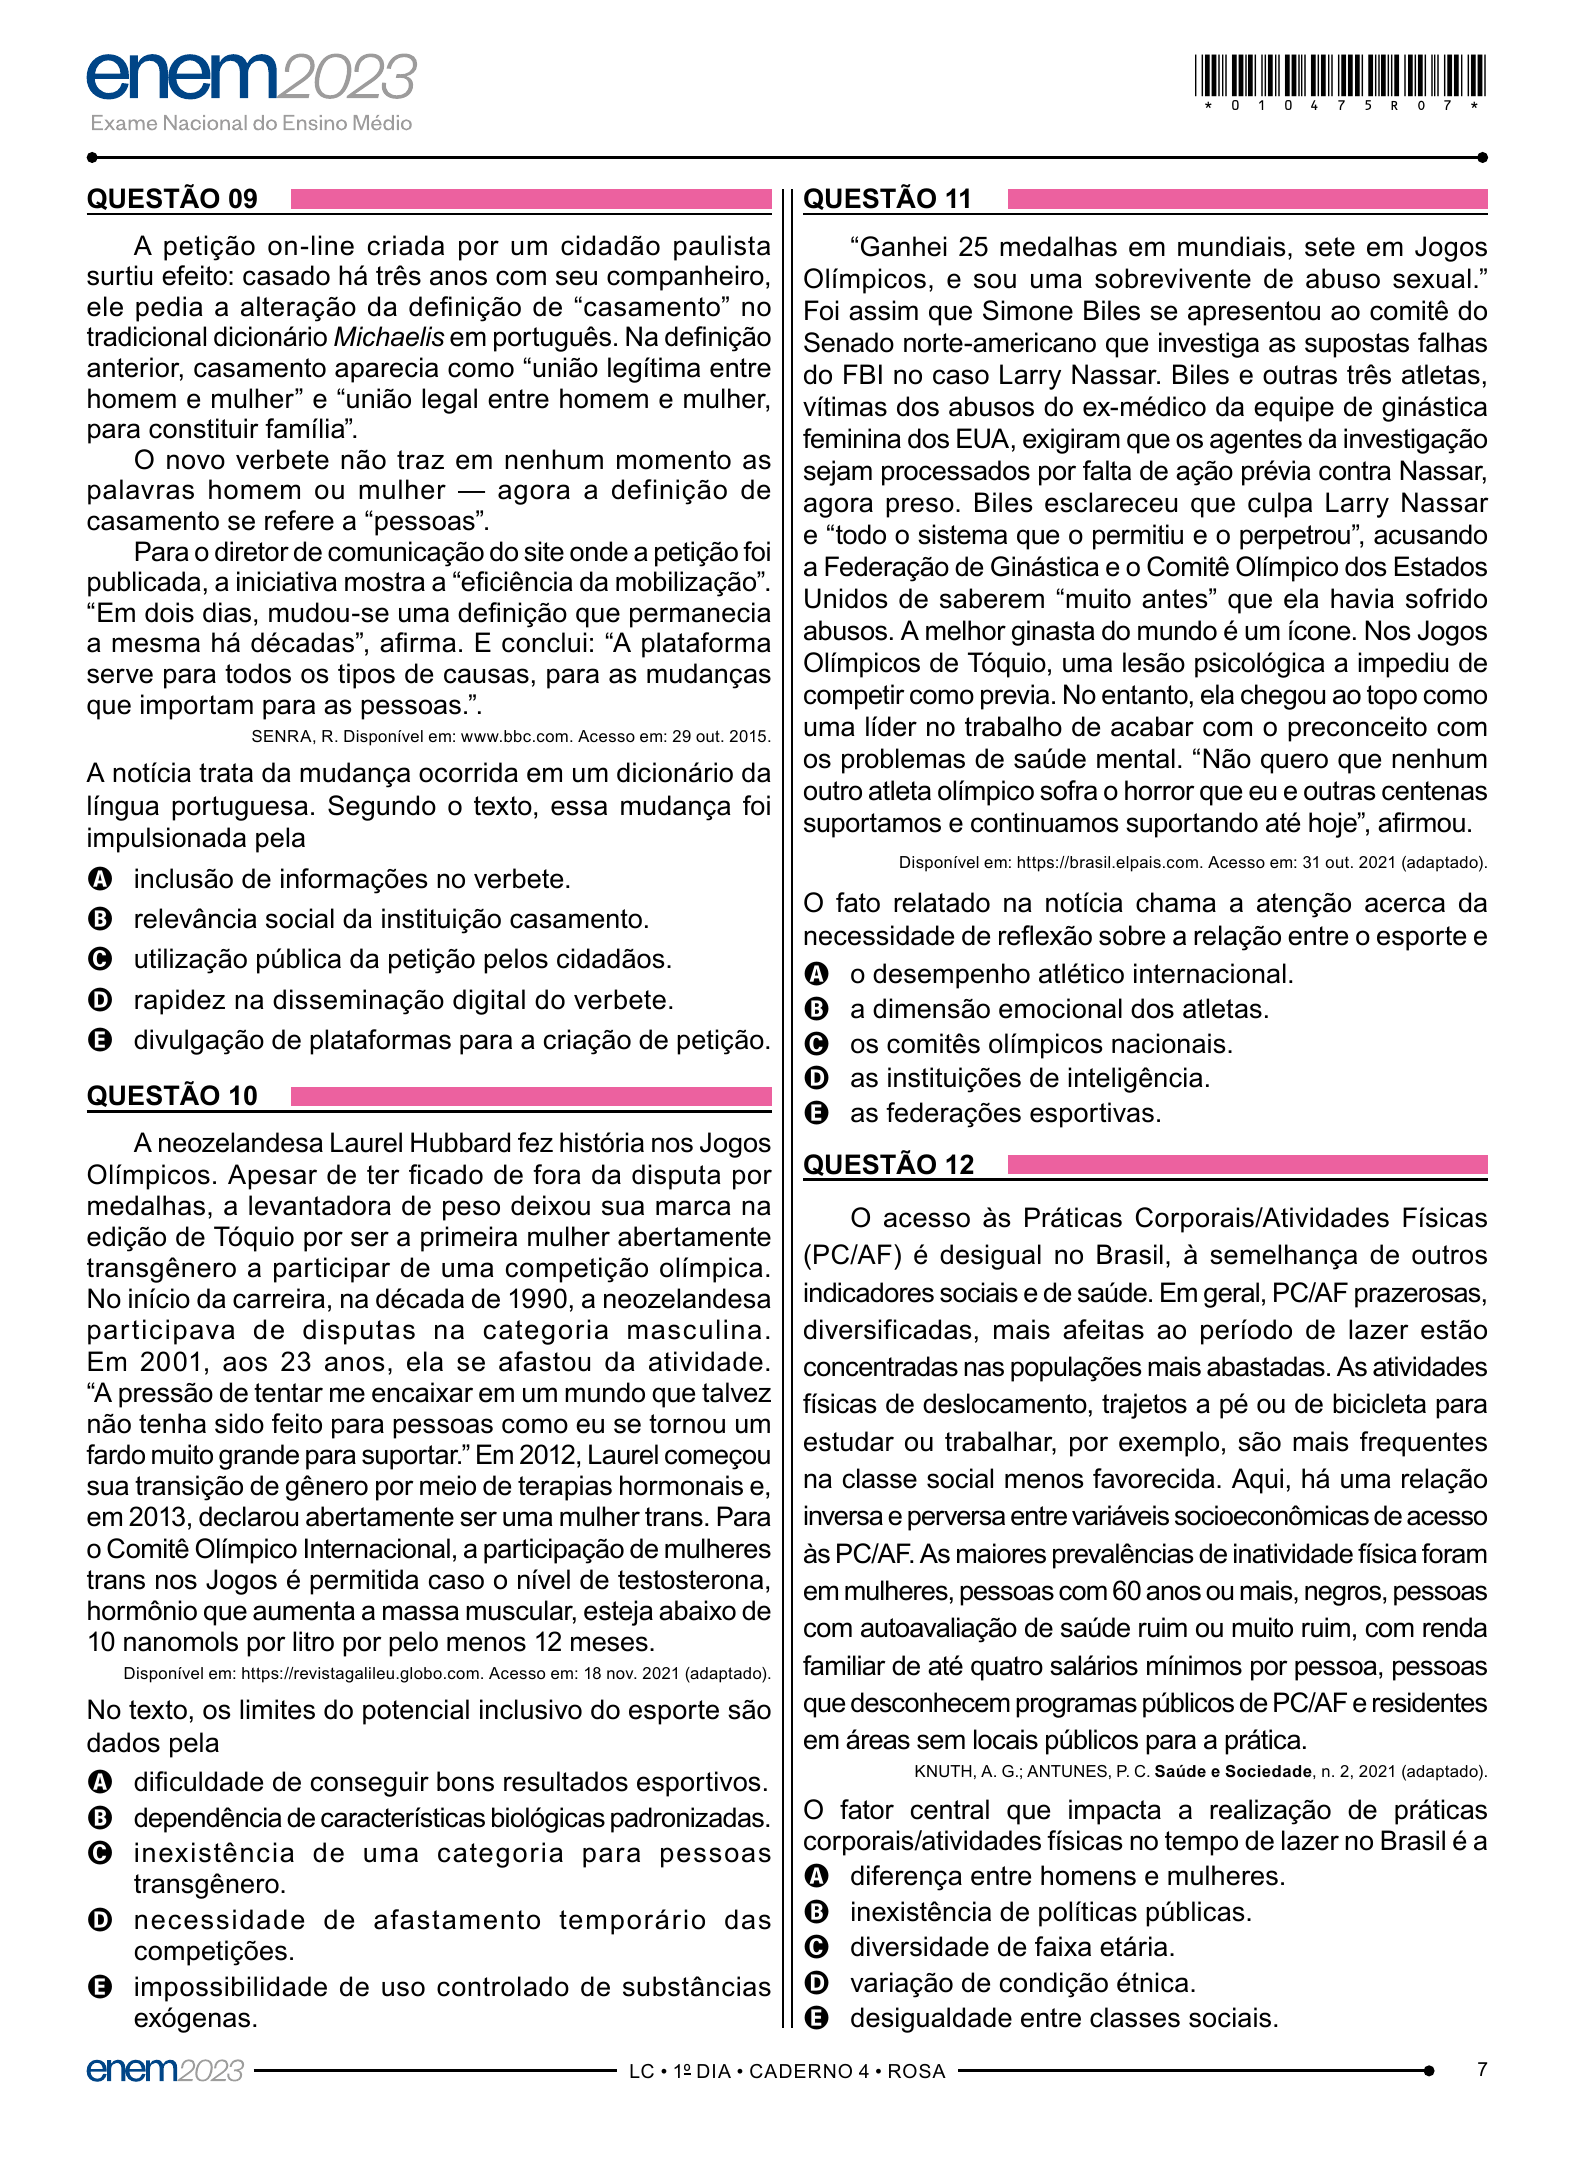 enem2023
Exame Nacional do Ensino Médio
*010475R07*
QUESTÃO 09
A petição on-line criada por um cidadão paulista
surtiu efeito: casado há três anos com seu companheiro,
ele pedia a alteração da definição de “casamento” no
tradicional dicionário Michaelis em português. Na definição
anterior, casamento aparecia como “união legítima entre
homem e mulher” e “união legal entre homem e mulher,
para constituir família”.
O novo verbete não traz em nenhum momento as
palavras homem ou mulher — agora a definição de
casamento se refere a “pessoas”.
Para o diretor de comunicação do site onde a petição foi
publicada, a iniciativa mostra a “eficiência da mobilização”.
“Em dois dias, mudou-se uma definição que permanecia
a mesma há décadas”, afirma. E conclui: “A plataforma
serve para todos os tipos de causas, para as mudanças
que importam para as pessoas.”.
SENRA, R. Disponível em: www.bbc.com. Acesso em: 29 out. 2015.
A notícia trata da mudança ocorrida em um dicionário da
língua portuguesa. Segundo o texto, essa mudança foi
impulsionada pela
A inclusão de informações no verbete.
B relevância social da instituição casamento.
C utilização pública da petição pelos cidadãos.
D rapidez na disseminação digital do verbete.
E divulgação de plataformas para a criação de petição.
QUESTÃO 10
A neozelandesa Laurel Hubbard fez história nos Jogos
Olímpicos. Apesar de ter ficado de fora da disputa por
medalhas, a levantadora de peso deixou sua marca na
edição de Tóquio por ser a primeira mulher abertamente
transgênero a participar de uma competição olímpica.
No início da carreira, na década de 1990, a neozelandesa
participava de disputas na categoria masculina.
Em 2001, aos 23 anos, ela se afastou da atividade.
“A pressão de tentar me encaixar em um mundo que talvez
não tenha sido feito para pessoas como eu se tornou um
fardo muito grande para suportar.” Em 2012, Laurel começou
sua transição de gênero por meio de terapias hormonais e,
em 2013, declarou abertamente ser uma mulher trans. Para
o Comitê Olímpico Internacional, a participação de mulheres
trans nos Jogos é permitida caso o nível de testosterona,
hormônio que aumenta a massa muscular, esteja abaixo de
10 nanomols por litro por pelo menos 12 meses.
Disponível em: https://revistagalileu.globo.com. Acesso em: 18 nov. 2021 (adaptado).
No texto, os limites do potencial inclusivo do esporte são
dados pela
A dificuldade de conseguir bons resultados esportivos.
B dependência de características biológicas padronizadas.
C inexistência de uma categoria para pessoas
transgênero.
D necessidade de afastamento temporário das
competições.
E impossibilidade de uso controlado de substâncias
exógenas.
QUESTÃO 11
“Ganhei 25 medalhas em mundiais, sete em Jogos
Olímpicos, e sou uma sobrevivente de abuso sexual.”
Foi assim que Simone Biles se apresentou ao comitê do
Senado norte-americano que investiga as supostas falhas
do FBI no caso Larry Nassar. Biles e outras três atletas,
vítimas dos abusos do ex-médico da equipe de ginástica
feminina dos EUA, exigiram que os agentes da investigação
sejam processados por falta de ação prévia contra Nassar,
agora preso. Biles esclareceu que culpa Larry Nassar
e “todo o sistema que o permitiu e o perpetrou”, acusando
a Federação de Ginástica e o Comitê Olímpico dos Estados
Unidos de saberem “muito antes” que ela havia sofrido
abusos. A melhor ginasta do mundo é um ícone. Nos Jogos
Olímpicos de Tóquio, uma lesão psicológica a impediu de
competir como previa. No entanto, ela chegou ao topo como
uma líder no trabalho de acabar com o preconceito com
os problemas de saúde mental. “Não quero que nenhum
outro atleta olímpico sofra o horror que eu e outras centenas
suportamos e continuamos suportando até hoje”, afirmou.
Disponível em: https://brasil.elpais.com. Acesso em: 31 out. 2021 (adaptado).
O fato relatado na notícia chama a atenção acerca da
necessidade de reflexão sobre a relação entre o esporte e
A o desempenho atlético internacional.
B a dimensão emocional dos atletas.
C os comitês olímpicos nacionais.
D as instituições de inteligência.
E as federações esportivas.
QUESTÃO 12
O acesso às Práticas Corporais/Atividades Físicas
(PC/AF) é desigual no Brasil, à semelhança de outros
indicadores sociais e de saúde. Em geral, PC/AF prazerosas,
diversificadas, mais afeitas ao período de lazer estão
concentradas nas populações mais abastadas. As atividades
físicas de deslocamento, trajetos a pé ou de bicicleta para
estudar ou trabalhar, por exemplo, são mais frequentes
na classe social menos favorecida. Aqui, há uma relação
inversa e perversa entre variáveis socioeconômicas de acesso
às PC/AF. As maiores prevalências de inatividade física foram
em mulheres, pessoas com 60 anos ou mais, negros, pessoas
com autoavaliação de saúde ruim ou muito ruim, com renda
familiar de até quatro salários mínimos por pessoa, pessoas
que desconhecem programas públicos de PC/AF e residentes
em áreas sem locais públicos para a prática.
KNUTH, A. G.; ANTUNES, P. C. Saúde e Sociedade, n. 2, 2021 (adaptado).
O fator central que impacta a realização de práticas
corporais/atividades físicas no tempo de lazer no Brasil é a
A diferença entre homens e mulheres.
B inexistência de políticas públicas.
C diversidade de faixa etária.
D variação de condição étnica.
E desigualdade entre classes sociais.
enem2023
LC • 1º DIA • CADERNO 4 • ROSA
7